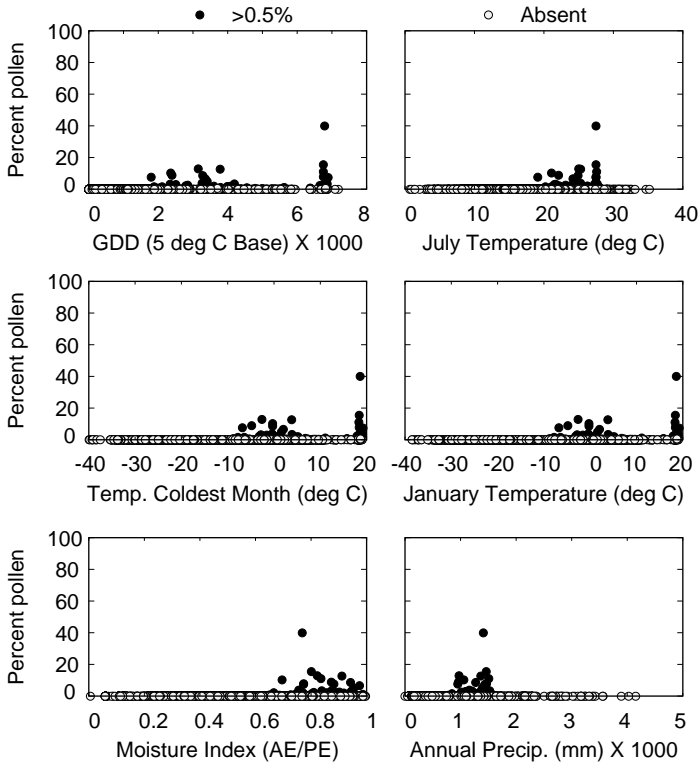 >0.5% Absent
Percent pollen
100
80
60
40
20
0
0 2 4 6 8
GDD (5 deg C Base) X 1000
0 10 20 30 40
July Temperature (deg C)
Percent pollen
100
80
60
40
20
0
-40 -30 -20 -10 0 10 20
Temp. Coldest Month (deg C)
-40 -30 -20 -10 0 10 20
January Temperature (deg C)
Percent pollen
100
80
60
40
20
0
0 0.2 0.4 0.6 0.8 1
Moisture Index (AE/PE)
0 1 2 3 4 5
Annual Precip. (mm) X 1000